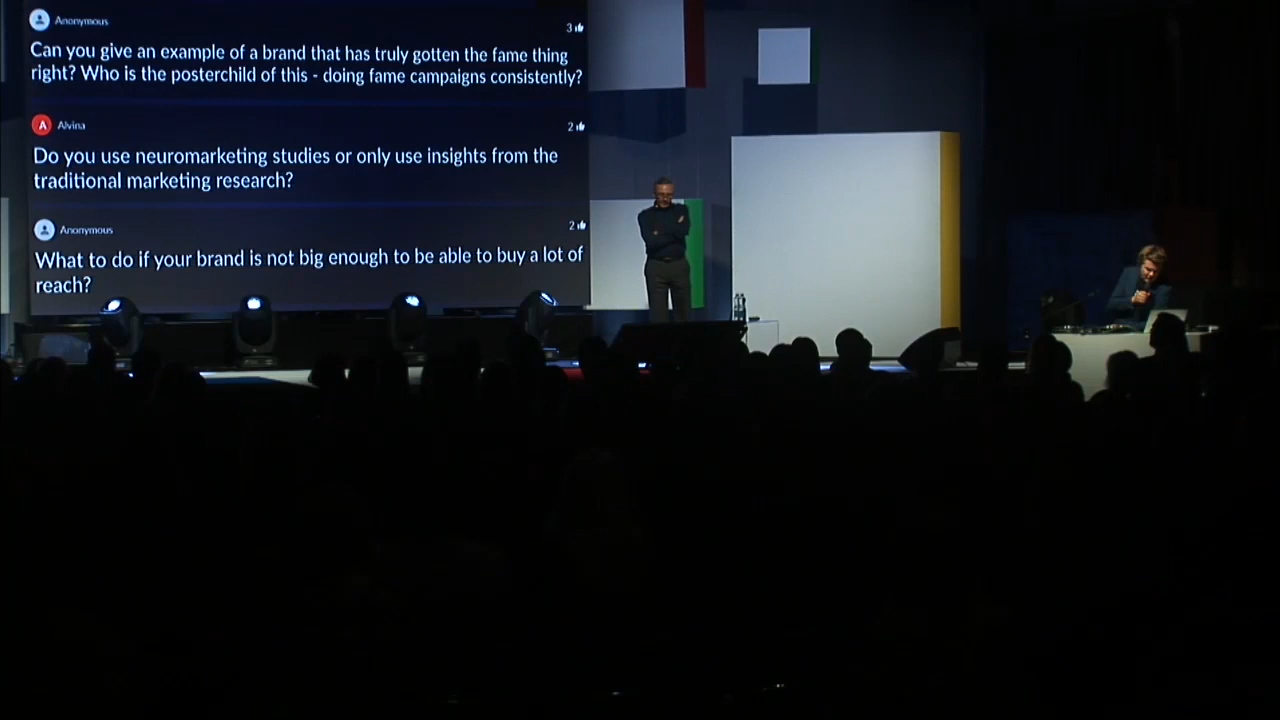 Anonymous
3
Can you give an example of a brand that has truly gotten the fame thing
right? Who is the posterchild of this - doing fame campaigns consistently?
A Alvina
2
Do you use neuromarketing studies or only use insights from the
traditional marketing research?
Anonymous
2
What to do if your brand is not big enough to be able to buy a lot of
reach?